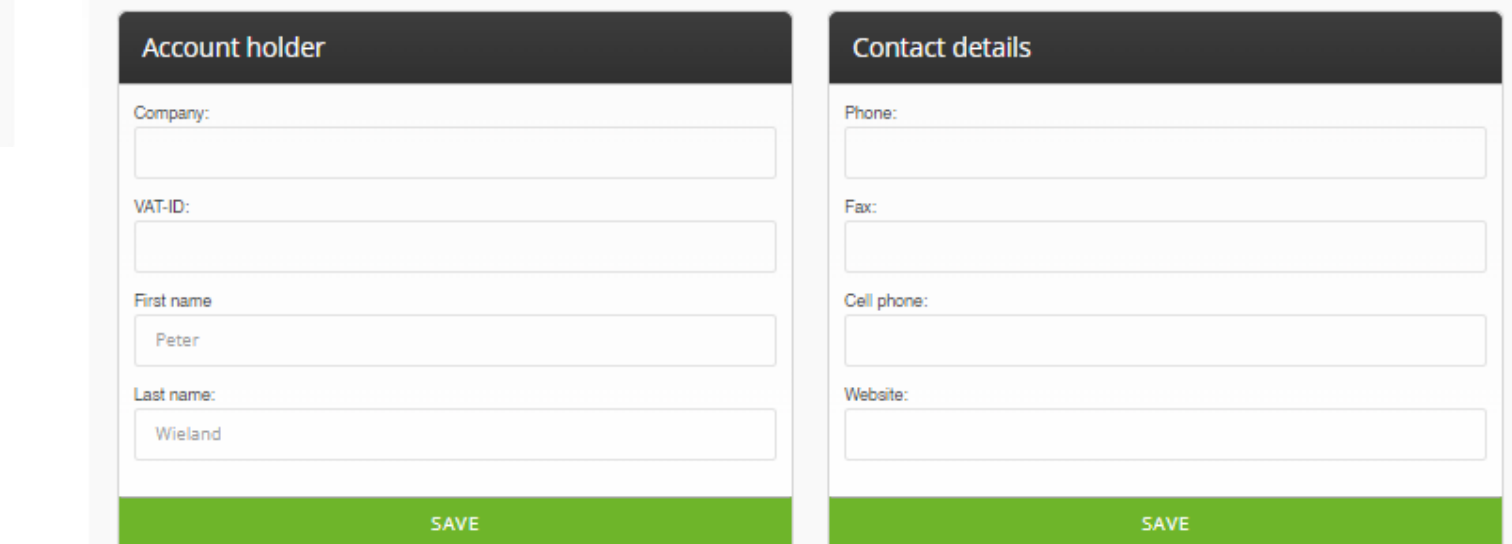 Account holder
Company:
VAT-ID:
First name
Peter
Last name:
Wieland
SAVE
Contact details
Phone:
Fax:
Cell phone:
Website:
SAVE